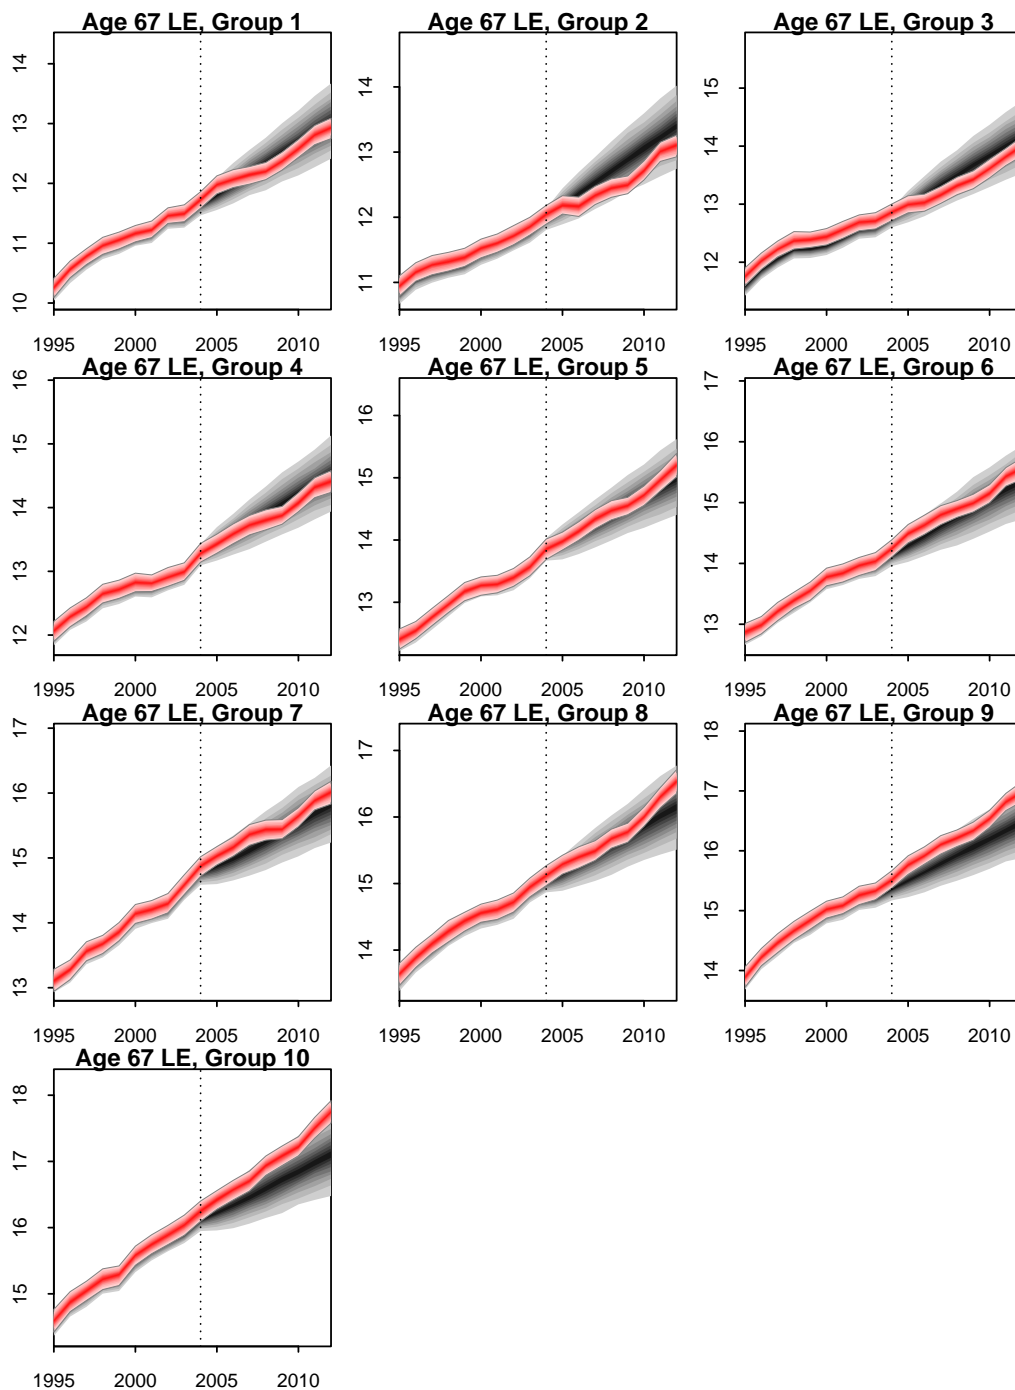 Age 67 LE, Group 1
14
13
12
11
10
1995 2000 2005 2010
Age 67 LE, Group 2
14
13
12
11
1995 2000 2005 2010
Age 67 LE, Group 3
15
14
13
12
1995 2000 2005 2010
Age 67 LE, Group 4
16
15
14
13
12
1995 2000 2005 2010
Age 67 LE, Group 5
16
15
14
13
1995 2000 2005 2010
Age 67 LE, Group 6
17
16
15
14
13
1995 2000 2005 2010
Age 67 LE, Group 7
17
16
15
14
13
1995 2000 2005 2010
Age 67 LE, Group 8
17
16
15
14
1995 2000 2005 2010
Age 67 LE, Group 9
18
17
16
15
14
1995 2000 2005 2010
Age 67 LE, Group 10
18
17
16
15
1995 2000 2005 2010